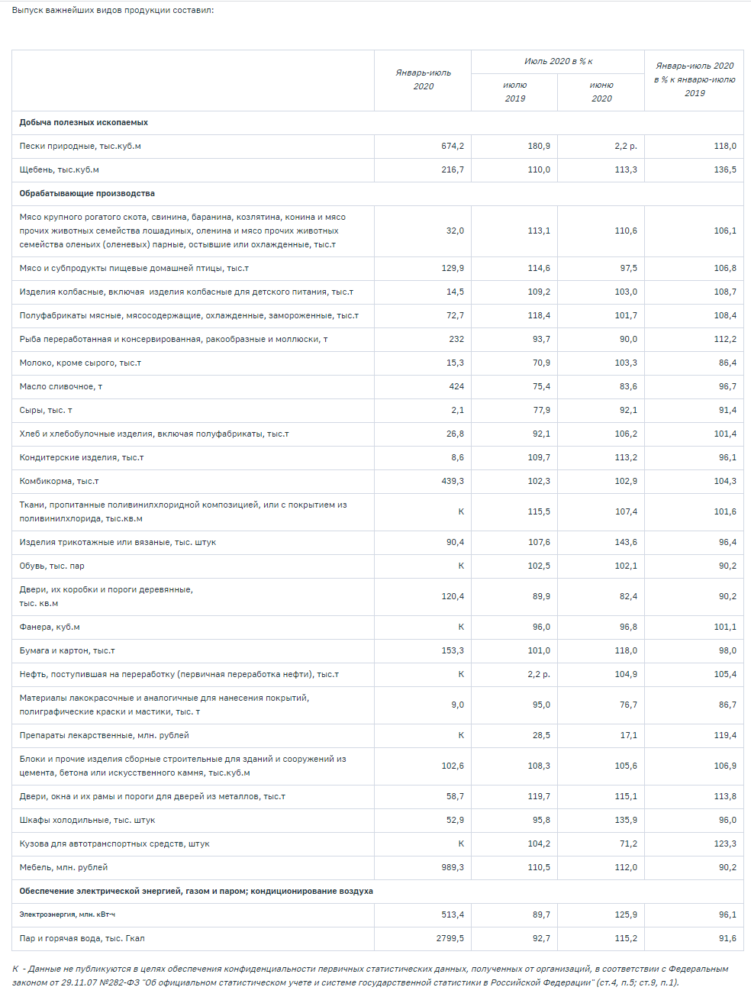 Выпуск важнейших видов продукции составил:
Январь-июль
2020
Июль 2020 в % к
Январь-июль 2020
в % к январю-июлю
2019
июлю
2019
июню
2020
Добыча полезных ископаемых
Пески природные, тыс.куб.м 674,2 180,9 2,2 р. 118,0
Щебень, тыс.куб.м 216,7 110,0 113,3 136,5
Обрабатывающие производства
Мясо крупного рогатого скота, свинина, баранина, козлятина, конина и мясо
прочих животных семейства лошадиных, оленина и мясо прочих животных
семейства оленьих (оленевых) парные, остывшие или охлажденные, тыс.т
32,0 113,1 110,6 106,1
Мясо и субпродукты пищевые домашней птицы, тыс.т 129,9 114,6 97,5 106,8
Изделия колбасные, включая  изделия колбасные для детского питания, тыс.т 14,5 109,2 103,0 108,7
Полуфабрикаты мясные, мясосодержащие, охлажденные, замороженные, тыс.т 72,7 118,4 101,7 108,4
Рыба переработанная и консервированная, ракообразные и моллюски, т 232 93,7 90,0 112,2
Молоко, кроме сырого, тыс.т 15,3 70,9 103,3 86,4
Масло сливочное, т 424 75,4 83,6 96,7
Сыры, тыс. т 2,1 77,9 92,1 91,4
Хлеб и хлебобулочные изделия, включая полуфабрикаты, тыс.т 26,8 92,1 106,2 101,4
Кондитерские изделия, тыс.т 8,6 109,7 113,2 96,1
Комбикорма, тыс.т 439,3 102,3 102,9 104,3
Ткани, пропитанные поливинилхлоридной композицией, или с покрытием из
поливинилхлорида, тыс.кв.м
К 115,5 107,4 101,6
Изделия трикотажные или вязаные, тыс. штук 90,4 107,6 143,6 96,4
Обувь, тыс. пар К 102,5 102,1 90,2
Двери, их коробки и пороги деревянные,
тыс. кв.м
120,4 89,9 82,4 90,2
Фанера, куб.м К 96,0 96,8 101,1
Бумага и картон, тыс.т 153,3 101,0 118,0 98,0
Нефть, поступившая на переработку (первичная переработка нефти), тыс.т К 2,2 р. 104,9 105,4
Материалы лакокрасочные и аналогичные для нанесения покрытий,
полиграфические краски и мастики, тыс. т
9,0 95,0 76,7 86,7
Препараты лекарственные, млн. рублей К 28,5 17,1 119,4
Блоки и прочие изделия сборные строительные для зданий и сооружений из
цемента, бетона или искусственного камня, тыс.куб.м
102,6 108,3 105,6 106,9
Двери, окна и их рамы и пороги для дверей из металлов, тыс.т 58,7 119,7 115,1 113,8
Шкафы холодильные, тыс. штук 52,9 95,8 135,9 96,0
Кузова для автотранспортных средств, штук К 104,2 71,2 123,3
Мебель, млн. рублей 989,3 110,5 112,0 90,2
Обеспечение электрической энергией, газом и паром; кондиционирование воздуха
Электроэнергия, млн. кВт-ч 513,4 89,7 125,9 96,1
Пар и горячая вода, тыс. Гкал 2799,5 92,7 115,2 91,6
К  - Данные не публикуются в целях обеспечения конфиденциальности первичных статистических данных, полученных от организаций, в соответствии с Федеральным
законом от 29.11.07 №282-ФЗ "Об официальном статистическом учете и системе государственной статистики в Российской Федерации" (ст.4, п.5; ст.9, п.1).